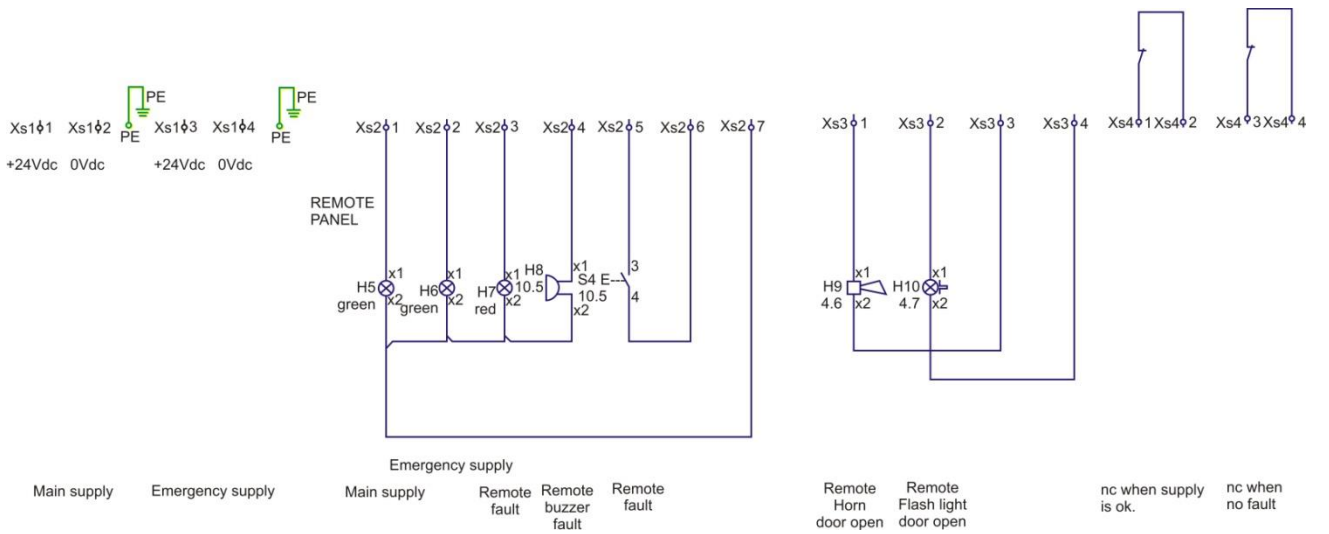 PE
PE
Xs1 1
Xs1 2
PE
Xs1 3
Xs1 4
PE
Xs2 1
Xs2 2
Xs2 3
Xs2 4
Xs2 5
Xs2 6
Xs2 7
Xs3 1
Xs3 2
Xs3 3
Xs3 4
Xs4 1
Xs4 2
Xs4 3
Xs4 4
+24Vdc
0Vdc
+24Vdc
0Vdc
REMOTE
PANEL
x1
H5
x2
green
x1
H6
x2
green
x1
H7
x2
red
H8
10.5
x1
x2
S4 E
10.5
3
4
x1
H9
4.6
x2
x1
H10
4.7
x2
Emergency supply
Main supply
Emergency supply
Main supply
Remote
fault
Remote
buzzer
fault
Remote
fault
Remote
Horn
door open
Remote
Flash light
door open
nc when supply
is ok.
nc when
no fault